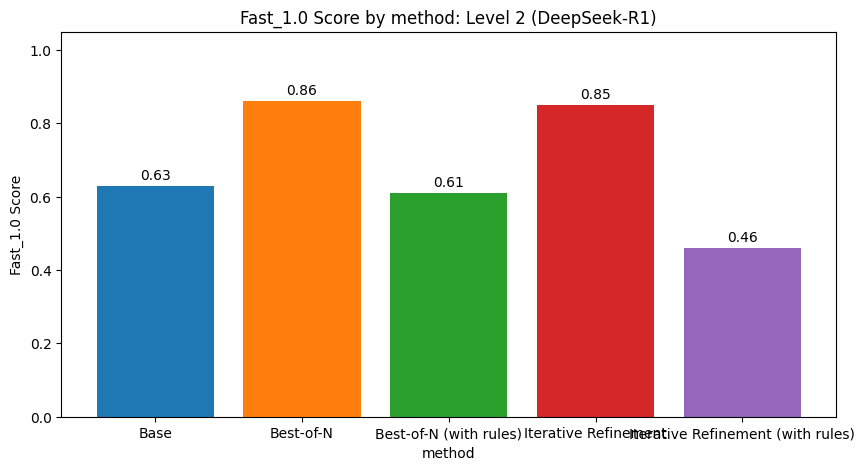 Fast_1.0 Score by method: Level 2 (DeepSeek-R1)
Fast_1.0 Score
1.0
0.8
0.6
0.4
0.2
0.0
0.63
0.86
0.61
0.85
0.46
Base
Best-of-N
Best-of-N (with rules)
Iterative Refinement
Iterative Refinement (with rules)
method